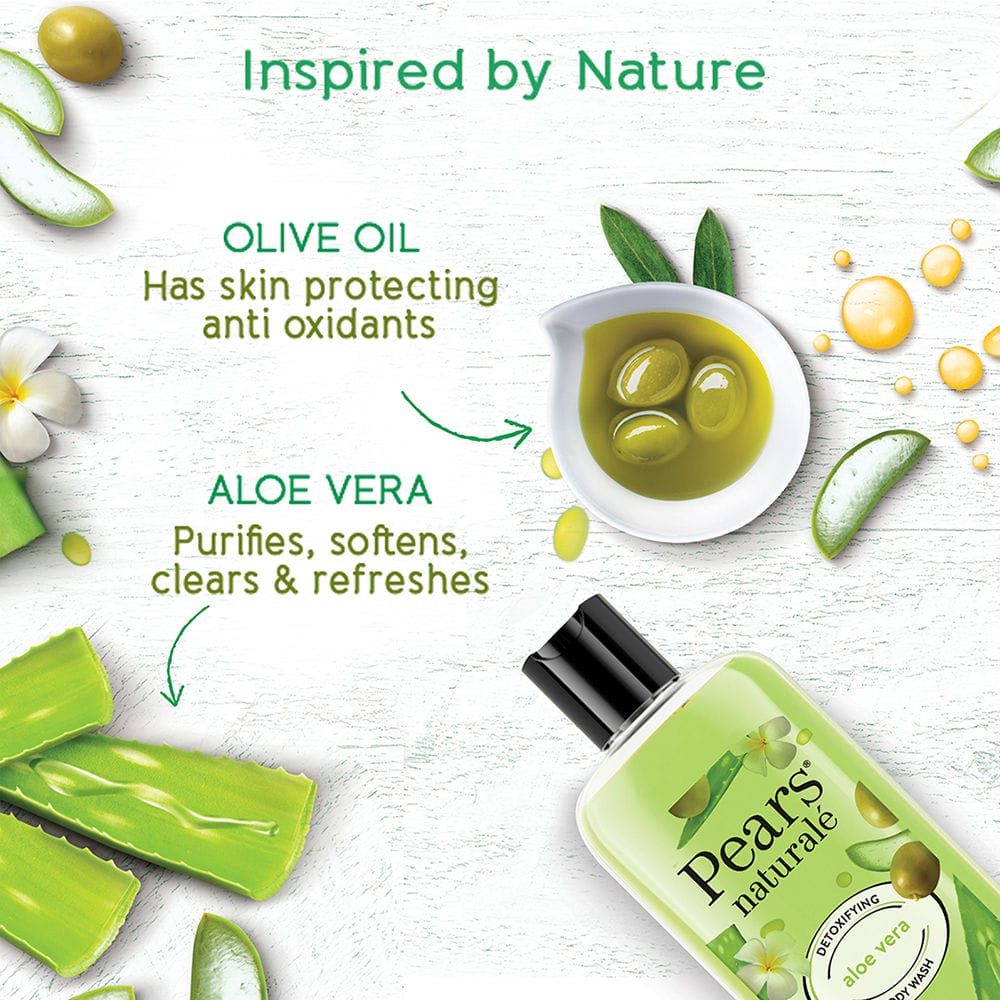 Inspired by Nature
OLIVE OIL
Has skin protecting
anti oxidants
ALOE VERA
Purifies, softens,
clears & refreshes
Pears®
naturalé
DETOXIFYING
aloe vera
WASH